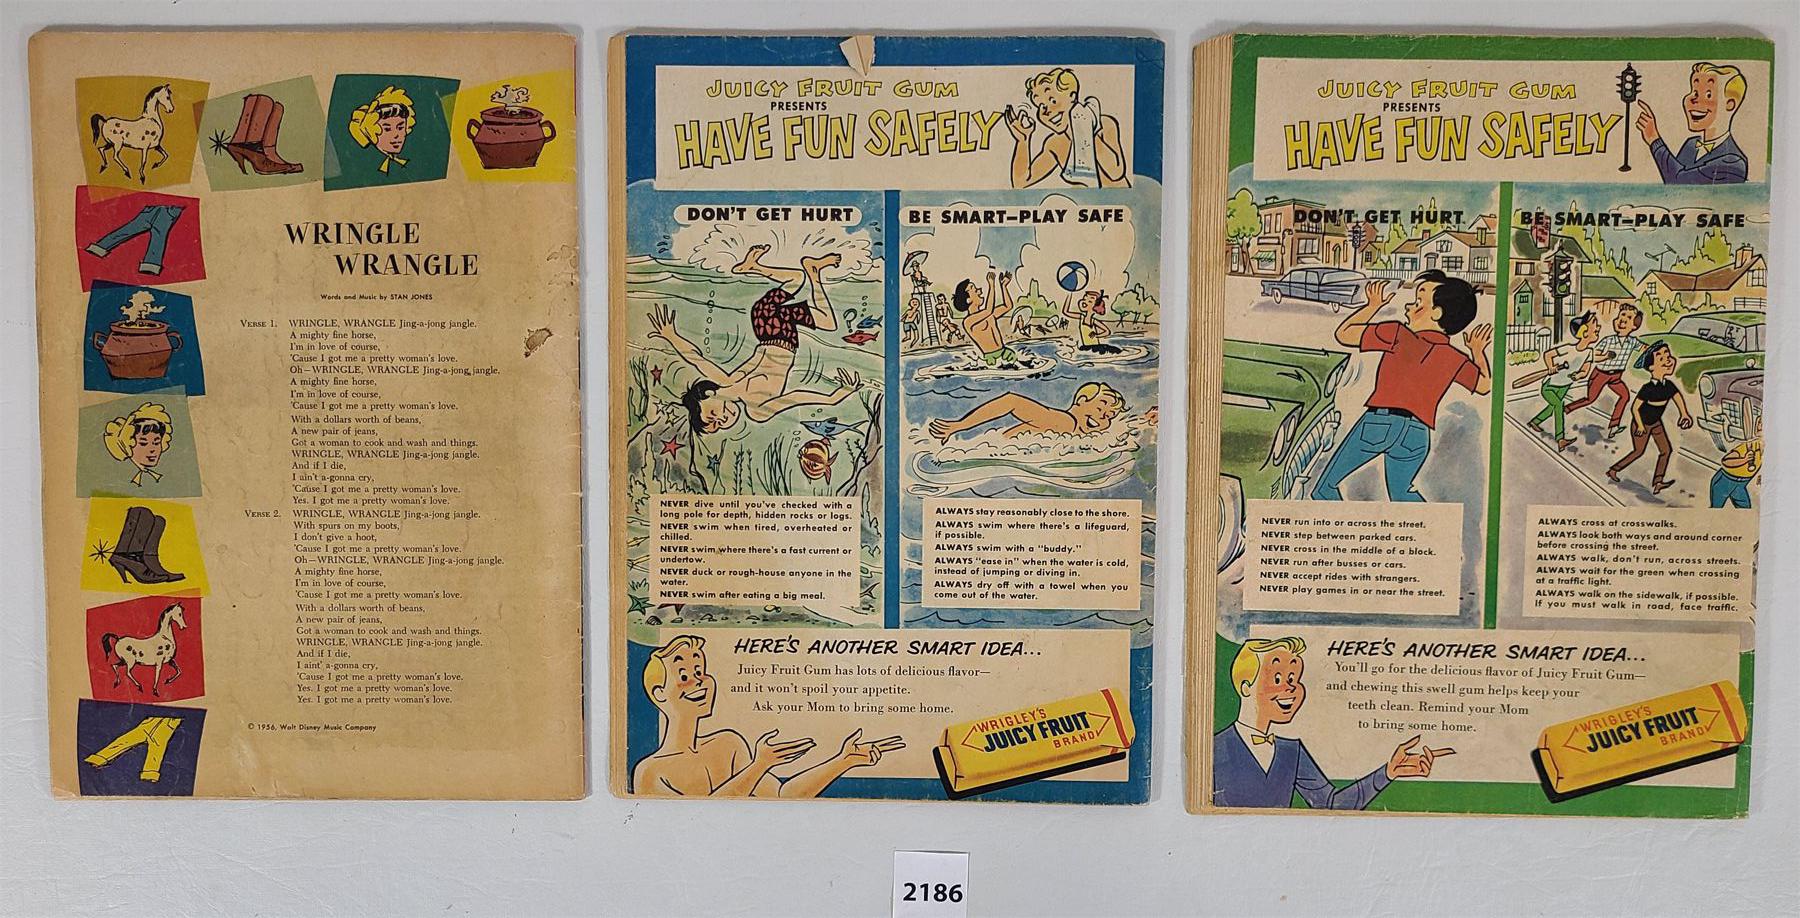 WRINGLE
WRANGLE
Words and Music by STAN JONES
VERSE 1. WRINGLE, WRANGLE Jing-a-jong jangle.
A mighty fine horse,
I'm in love of course,
'Cause I got me a pretty woman's love.
Oh—WRINGLE, WRANGLE Jing-a-jong jangle.
A mighty fine horse,
I'm in love of course,
'Cause I got me a pretty woman's love.
With a dollars worth of beans,
A new pair of jeans,
Got a woman to cook and wash and things.
WRINGLE, WRANGLE Jing-a-jong jangle.
And if I die,
I ain't a-gonna cry,
'Cause I got me a pretty woman's love.
Yes. I got me a pretty woman's love.
VERSE 2. WRINGLE, WRANGLE Jing-a-jong jangle.
With spurs on my boots,
I don't give a hoot,
'Cause I got me a pretty woman's love.
Oh—WRINGLE, WRANGLE Jing-a-jong jangle.
A mighty fine horse,
I'm in love of course,
'Cause I got me a pretty woman's love.
With a dollars worth of beans,
A new pair of jeans,
Got a woman to cook and wash and things.
WRINGLE, WRANGLE Jing-a-jong jangle.
And if I die,
I aint' a-gonna cry,
'Cause I got me a pretty woman's love.
Yes. I got me a pretty woman's love.
Yes. I got me a pretty woman's love.
© 1956, Walt Disney Music Company
JUICY FRUIT GUM
PRESENTS
HAVE FUN SAFELY
DON'T GET HURT
BE SMART—PLAY SAFE
NEVER dive until you've checked with a
long pole for depth, hidden rocks or logs.
NEVER swim when tired, overheated or
chilled.
NEVER swim where there's a fast current or
undertow.
NEVER duck or rough-house anyone in the
water.
NEVER swim after eating a big meal.
ALWAYS stay reasonably close to the shore.
ALWAYS swim where there's a lifeguard,
if possible.
ALWAYS swim with a "buddy."
ALWAYS "ease in" when the water is cold,
instead of jumping or diving in.
ALWAYS dry off with a towel when you
come out of the water.
HERE'S ANOTHER SMART IDEA...
Juicy Fruit Gum has lots of delicious flavor—
and it won't spoil your appetite.
Ask your Mom to bring some home.
WRIGLEY'S
JUICY FRUIT
BRAND
JUICY FRUIT GUM
PRESENTS
HAVE FUN SAFELY
DON'T GET HURT
BE SMART—PLAY SAFE
NEVER run into or across the street.
NEVER step between parked cars.
NEVER cross in the middle of a block.
NEVER run after busses or cars.
NEVER accept rides with strangers.
NEVER play games in or near the street.
ALWAYS cross at crosswalks.
ALWAYS look both ways and around corner
before crossing the street.
ALWAYS walk, don't run, across streets.
ALWAYS wait for the green when crossing
at a traffic light.
ALWAYS walk on the sidewalk, if possible.
If you must walk in road, face traffic.
HERE'S ANOTHER SMART IDEA...
You'll go for the delicious flavor of Juicy Fruit Gum—
and chewing this swell gum helps keep your
teeth clean. Remind your Mom
to bring some home.
WRIGLEY'S
JUICY FRUIT
BRAND
2186